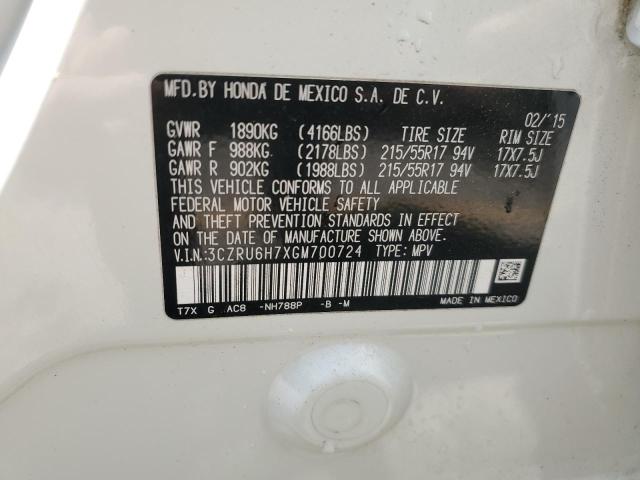 MFD. BY HONDA DE MEXICO S.A. DE C.V.
02/'15
GVWR 1890KG (4166LBS) TIRE SIZE RIM SIZE
GAWR F 988KG (2178LBS) 215/55R17 94V 17X7.5J
GAWR R 902KG (1988LBS) 215/55R17 94V 17X7.5J
THIS VEHICLE CONFORMS TO ALL APPLICABLE
FEDERAL MOTOR VEHICLE SAFETY
AND THEFT PREVENTION STANDARDS IN EFFECT
ON THE DATE OF MANUFACTURE SHOWN ABOVE.
V.I.N.:3CZRU6H7XGM700724 TYPE: MPV
T7X G AC8 -NH788P -B -M
MADE IN MEXICO